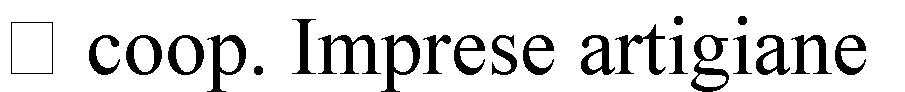 □ coop. Imprese artigiane